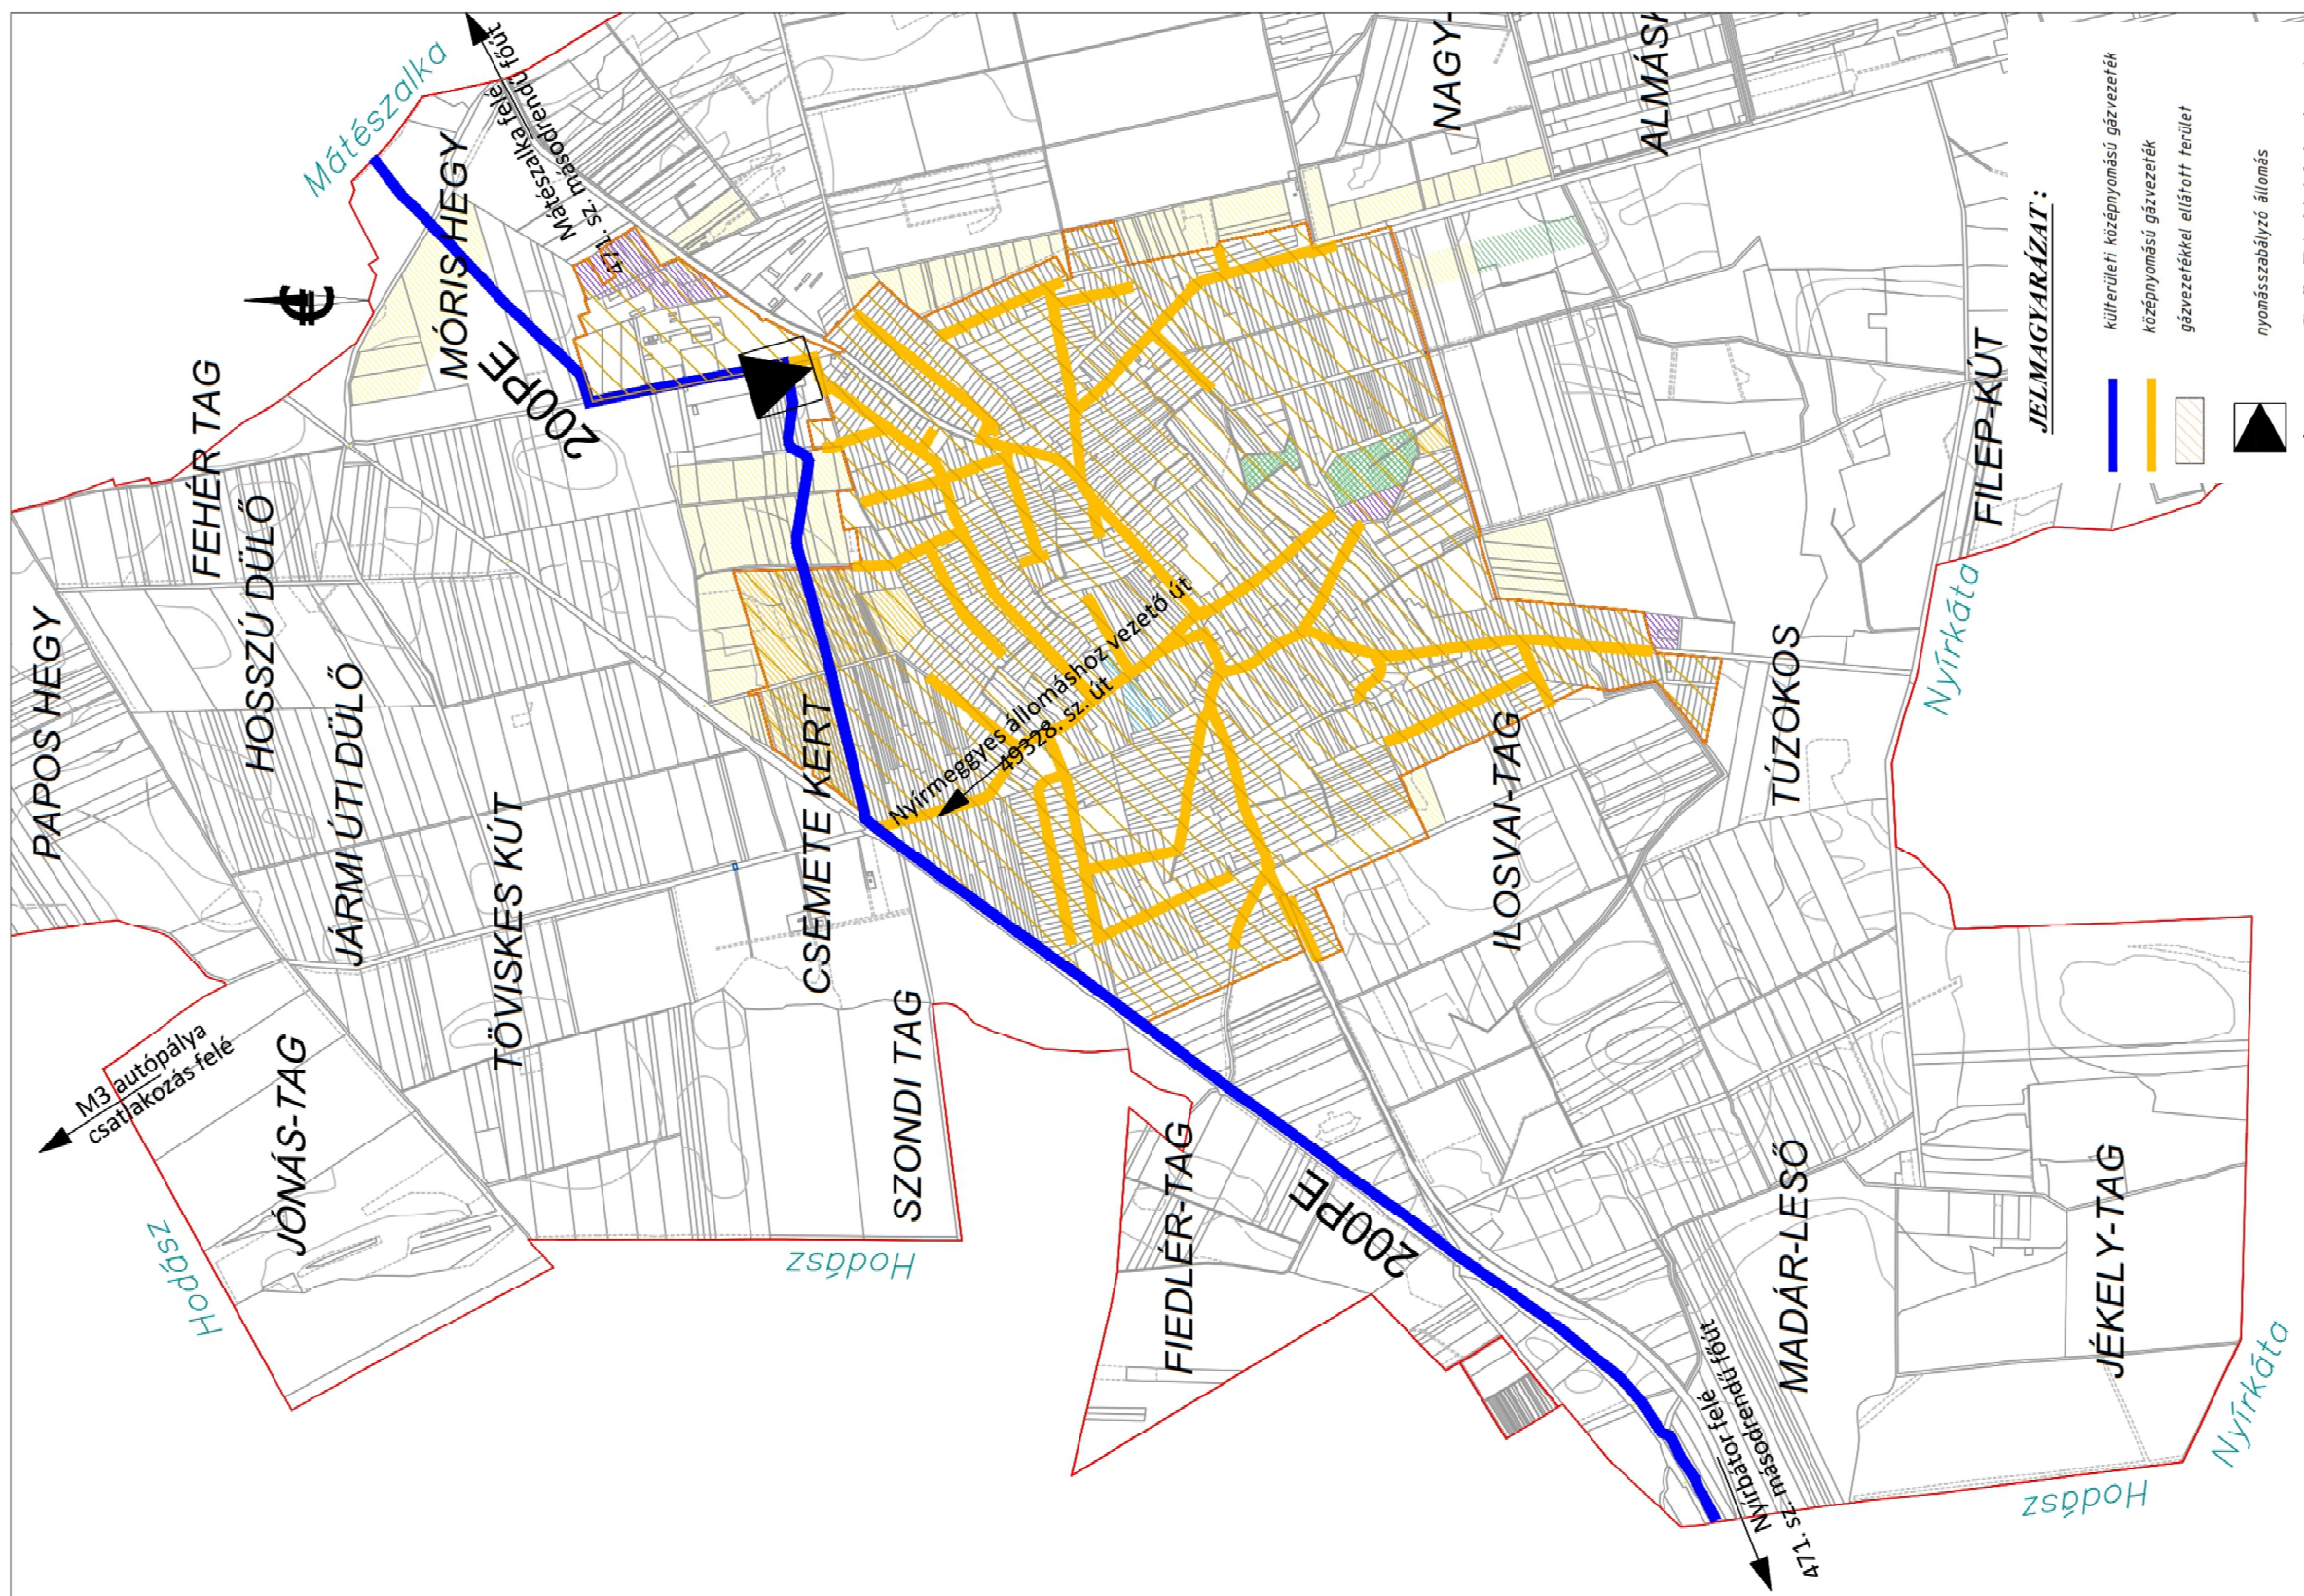 Mátészalka
Mátészalka felé
471. sz. másodrendű főút
MÓRIS HEGY
200PE
FEHÉR TAG
HOSSZÚ DŰLŐ
PAPOS HEGY
JÁRMI ÚTI DŰLŐ
TÖVISKES KÚT
CSEMETE KERT
SZONDI TAG
JÓNÁS-TAG
M3 autópálya
csatlakozás felé
Hodász
Hodász
Nyírmeggyes állomáshoz vezető út
49328. sz. út
FIEDLÉR-TAG
200PE
ILOSVAI-TAG
TÚZOKOS
MADÁR-LESŐ
JÉKELY-TAG
Nyírbátor felé
471. sz. másodrendű főút
Hodász
Nyírkáta
Nyírkáta
FILEP-KÚT
NAGY-
ALMÁSK
JELMAGYARÁZAT :
külterületi középnyomású gázvezeték
középnyomású gázvezeték
gázvezetékkel ellátott terület
nyomásszabályzó állomás